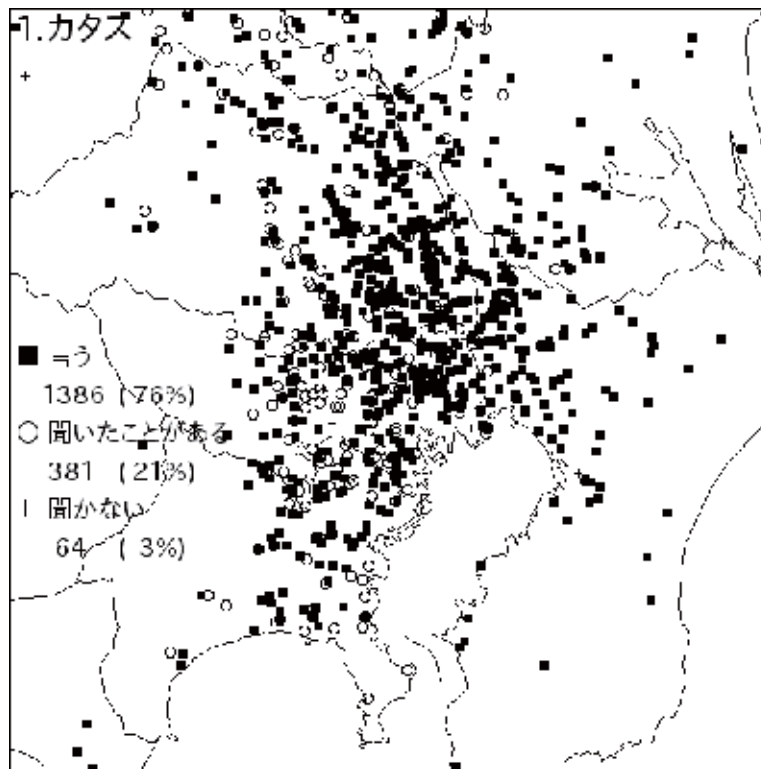 1.カタス
■ 言う
1386 (76%)
○ 聞いたことがある
381 (21%)
| 聞かない
64 ( 3%)